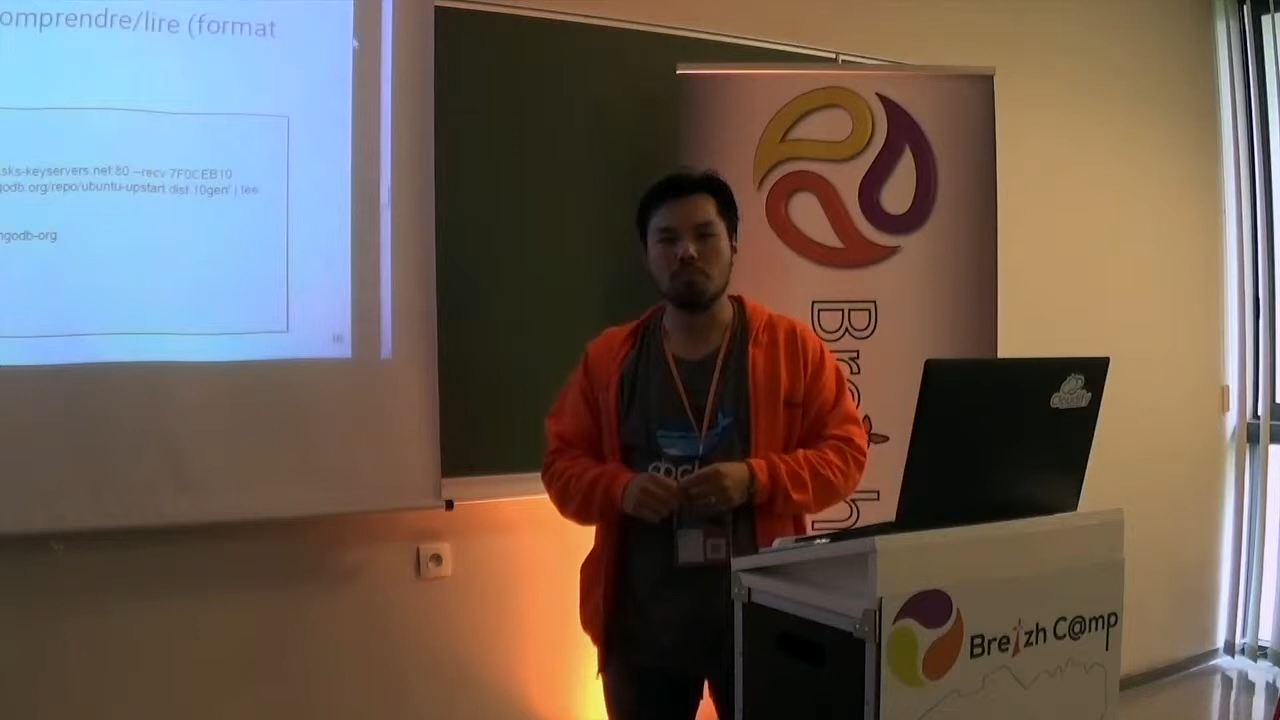 omprendre/lire (format
sks-keyservers.net:80 --recv 7F0CEB10
godb.org/repo/ubuntu-upstart dist 10gen' | tee
ngodb-org
Bre
h
Cloudify
Breizh C@mp